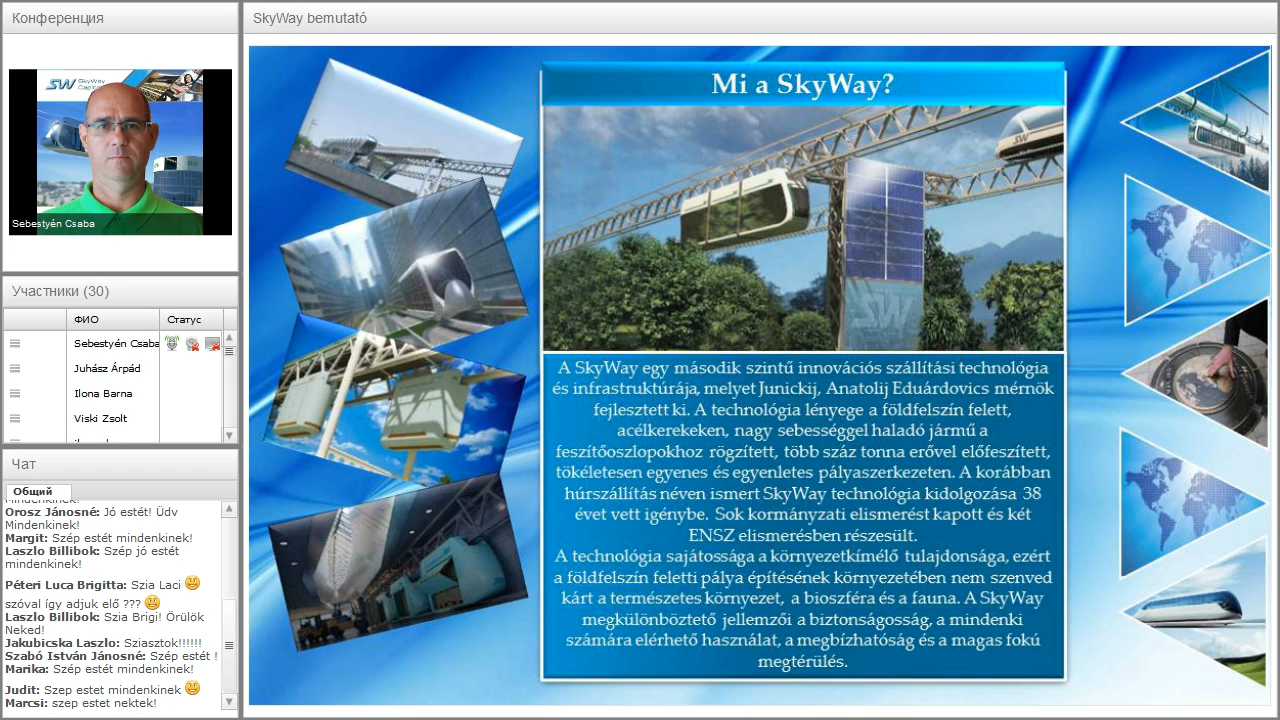 Конференция
SkyWay bemutató
SW SkyWay
Sebestyén Csaba
Участники (30)
ФИО Статус
Sebestyén Csaba
Juhász Árpád
Ilona Barna
Viski Zsolt
Чат
Общий
Mindenkinek!
Orosz Jánosné: Jó estét! Üdv
Mindenkinek!
Margit: Szép estét mindenkinek!
Laszlo Billibok: Szép jó estét
mindenkinek!
Péteri Luca Brigitta: Szia Laci
szóval így adjuk elő ???
Laszlo Billibok: Szia Brigi! Örülök
Neked!
Jakubicska Laszlo: Sziasztok!!!!!!
Szabó István Jánosné: Szép estét !
Marika: Szép estét mindenkinek!
Judit: Szep estet mindenkinek
Marcsi: szep estet nektek!
Mi a SkyWay?
SW
SW
A SkyWay egy második szintű innovációs szállítási technológia
és infrastruktúrája, melyet Junickij, Anatolij Eduárdovics mérnök
fejlesztett ki. A technológia lényege a földfelszín felett,
acélkerekeken, nagy sebességgel haladó jármű a
feszítőoszlopokhoz rögzített, több száz tonna erővel előfeszített,
tökéletesen egyenes és egyenletes pályaszerkezeten. A korábban
húrszállítás néven ismert SkyWay technológia kidolgozása 38
évet vett igénybe. Sok kormányzati elismerést kapott és két
ENSZ elismerésben részesült.
A technológia sajátossága a környezetkímélő tulajdonsága, ezért
a földfelszín feletti pálya építésének környezetében nem szenved
kárt a természetes környezet, a bioszféra és a fauna. A SkyWay
megkülönböztető jellemzői a biztonságosság, a mindenki
számára elérhető használat, a megbízhatóság és a magas fokú
megtérülés.